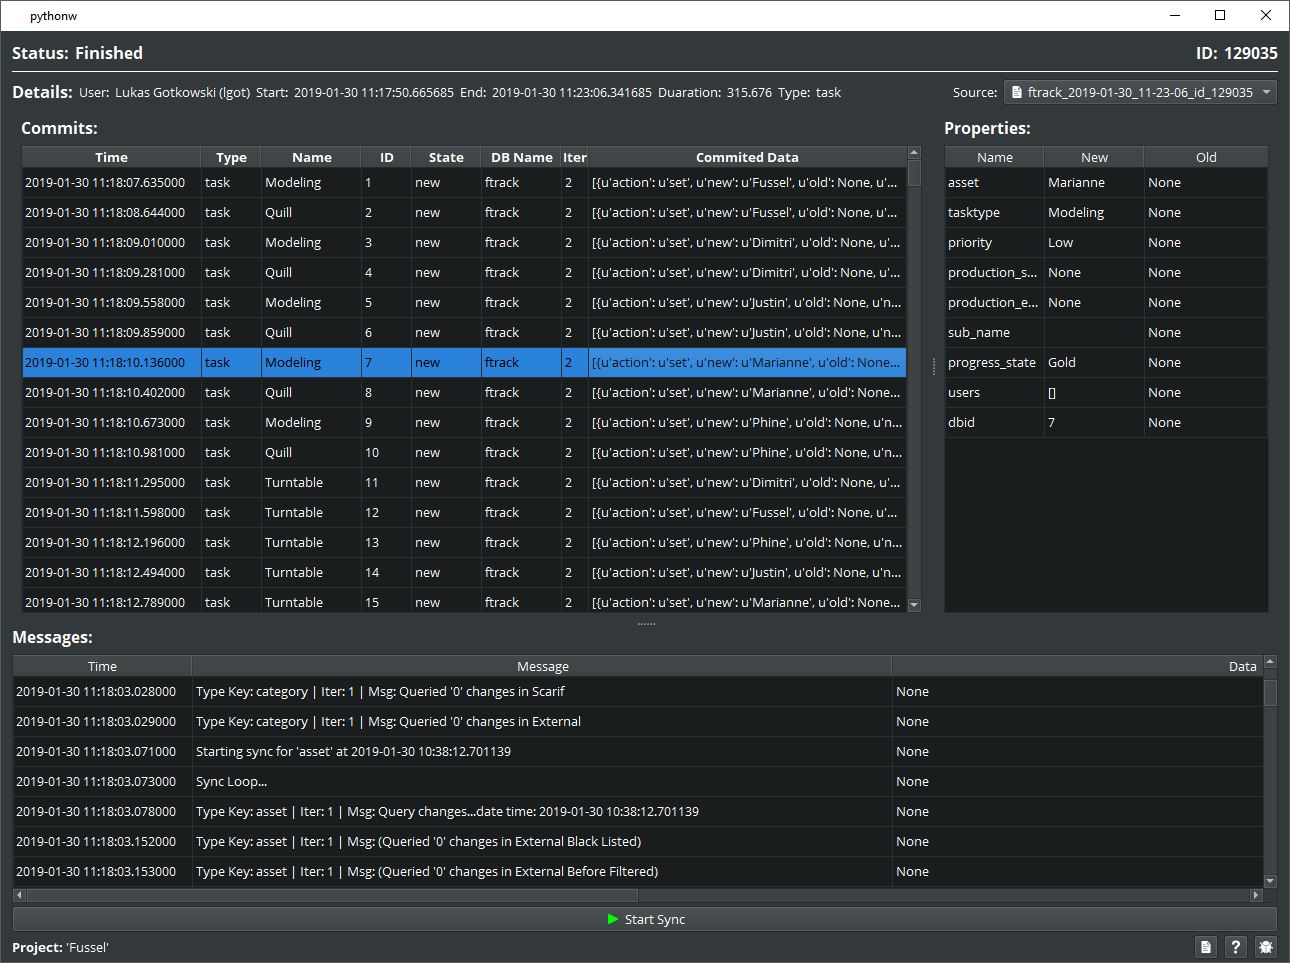 pythonw
Status: Finished ID: 129035
Details: User: Lukas Gotkowski (lgot) Start: 2019-01-30 11:17:50.665685 End: 2019-01-30 11:23:06.341685 Duaration: 315.676 Type: task Source: ftrack_2019-01-30_11-23-06_id_129035
Commits:
Time Type Name ID State DB Name Iter Commited Data
2019-01-30 11:18:07.635000 task Modeling 1 new ftrack 2 [{u'action': u'set', u'new': u'Fussel', u'old': None, u'...
2019-01-30 11:18:08.644000 task Quill 2 new ftrack 2 [{u'action': u'set', u'new': u'Fussel', u'old': None, u'...
2019-01-30 11:18:09.010000 task Modeling 3 new ftrack 2 [{u'action': u'set', u'new': u'Dimitri', u'old': None, u'...
2019-01-30 11:18:09.281000 task Quill 4 new ftrack 2 [{u'action': u'set', u'new': u'Dimitri', u'old': None, u'...
2019-01-30 11:18:09.558000 task Modeling 5 new ftrack 2 [{u'action': u'set', u'new': u'Justin', u'old': None, u'n...
2019-01-30 11:18:09.859000 task Quill 6 new ftrack 2 [{u'action': u'set', u'new': u'Justin', u'old': None, u'n...
2019-01-30 11:18:10.136000 task Modeling 7 new ftrack 2 [{u'action': u'set', u'new': u'Marianne', u'old': None...
2019-01-30 11:18:10.402000 task Quill 8 new ftrack 2 [{u'action': u'set', u'new': u'Marianne', u'old': None...
2019-01-30 11:18:10.673000 task Modeling 9 new ftrack 2 [{u'action': u'set', u'new': u'Phine', u'old': None, u'n...
2019-01-30 11:18:10.981000 task Quill 10 new ftrack 2 [{u'action': u'set', u'new': u'Phine', u'old': None, u'n...
2019-01-30 11:18:11.295000 task Turntable 11 new ftrack 2 [{u'action': u'set', u'new': u'Dimitri', u'old': None, u'...
2019-01-30 11:18:11.598000 task Turntable 12 new ftrack 2 [{u'action': u'set', u'new': u'Fussel', u'old': None, u'...
2019-01-30 11:18:12.196000 task Turntable 13 new ftrack 2 [{u'action': u'set', u'new': u'Phine', u'old': None, u'n...
2019-01-30 11:18:12.494000 task Turntable 14 new ftrack 2 [{u'action': u'set', u'new': u'Justin', u'old': None, u'n...
2019-01-30 11:18:12.789000 task Turntable 15 new ftrack 2 [{u'action': u'set', u'new': u'Marianne', u'old': None...
Properties:
Name New Old
asset Marianne None
tasktype Modeling None
priority Low None
production_s... None None
production_e... None None
sub_name None
progress_state Gold None
users [] None
dbid 7 None
Messages:
Time Message Data
2019-01-30 11:18:03.028000 Type Key: category | Iter: 1 | Msg: Queried '0' changes in Scarif None
2019-01-30 11:18:03.029000 Type Key: category | Iter: 1 | Msg: Queried '0' changes in External None
2019-01-30 11:18:03.071000 Starting sync for 'asset' at 2019-01-30 10:38:12.701139 None
2019-01-30 11:18:03.073000 Sync Loop... None
2019-01-30 11:18:03.078000 Type Key: asset | Iter: 1 | Msg: Query changes...date time: 2019-01-30 10:38:12.701139 None
2019-01-30 11:18:03.152000 Type Key: asset | Iter: 1 | Msg: (Queried '0' changes in External Black Listed) None
2019-01-30 11:18:03.153000 Type Key: asset | Iter: 1 | Msg: (Queried '0' changes in External Before Filtered) None
Start Sync
Project: 'Fussel' ?